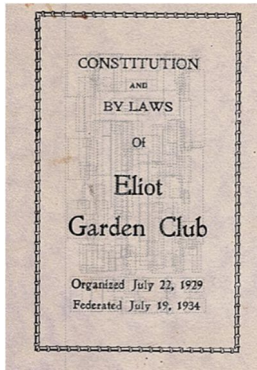 CONSTITUTION
AND
BY LAWS
Of
Eliot
Garden Club
Organized July 22, 1929
Federated July 19, 1934